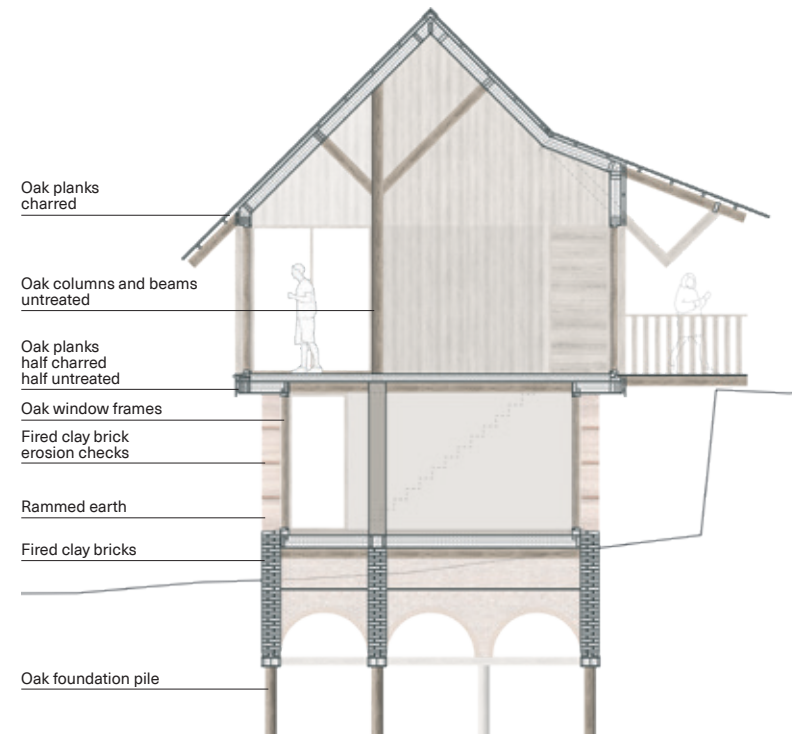 Oak planks
charred
Oak columns and beams
untreated
Oak planks
half charred
half untreated
Oak window frames
Fired clay brick
erosion checks
Rammed earth
Fired clay bricks
Oak foundation pile